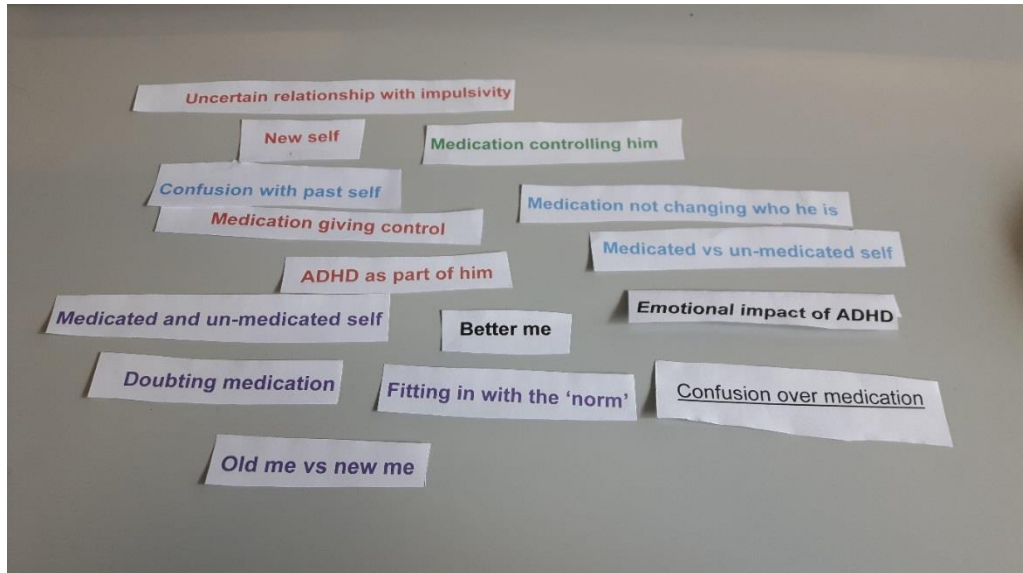 Uncertain relationship with impulsivity
New self
Medication controlling him
Confusion with past self
Medication not changing who he is
Medication giving control
Medicated vs un-medicated self
ADHD as part of him
Medicated and un-medicated self
Better me
Emotional impact of ADHD
Doubting medication
Fitting in with the ‘norm’
Confusion over medication
Old me vs new me